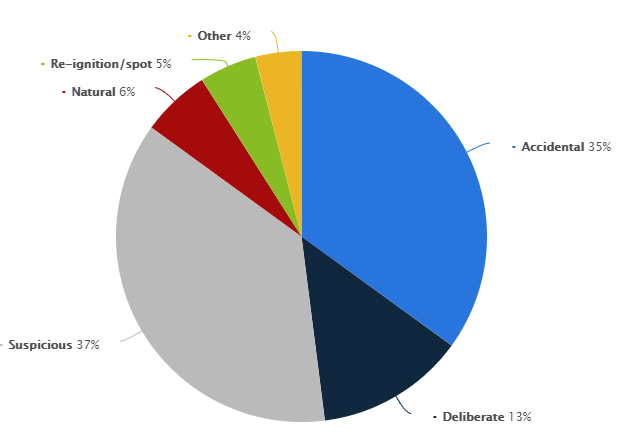 Other 4%
Re-ignition/spot 5%
Natural 6%
Accidental 35%
Suspicious 37%
Deliberate 13%